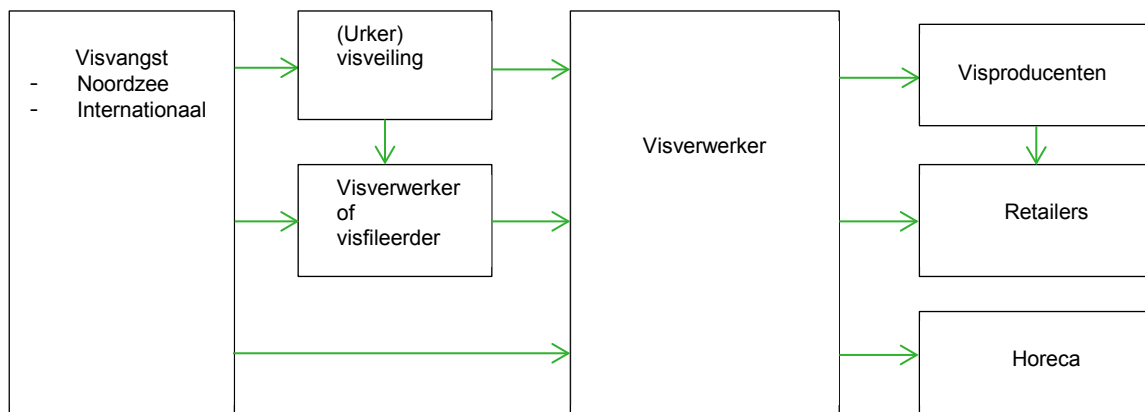 Visvangst
- Noordzee
- Internationaal
(Urker)
visveiling
Visverwerker
of
visfileerder
Visverwerker
Visproducenten
Retailers
Horeca